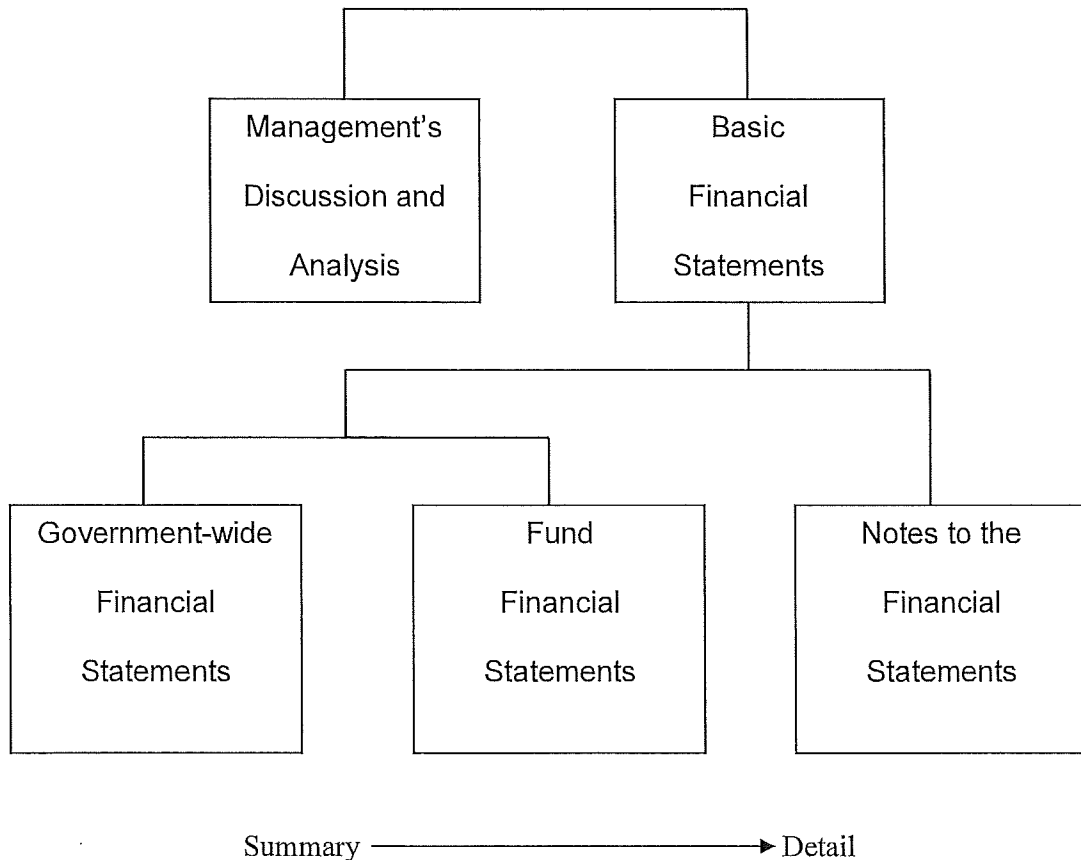 Management's
Discussion and
Analysis
Basic
Financial
Statements
Government-wide
Financial
Statements
Fund
Financial
Statements
Notes to the
Financial
Statements
Summary
Detail